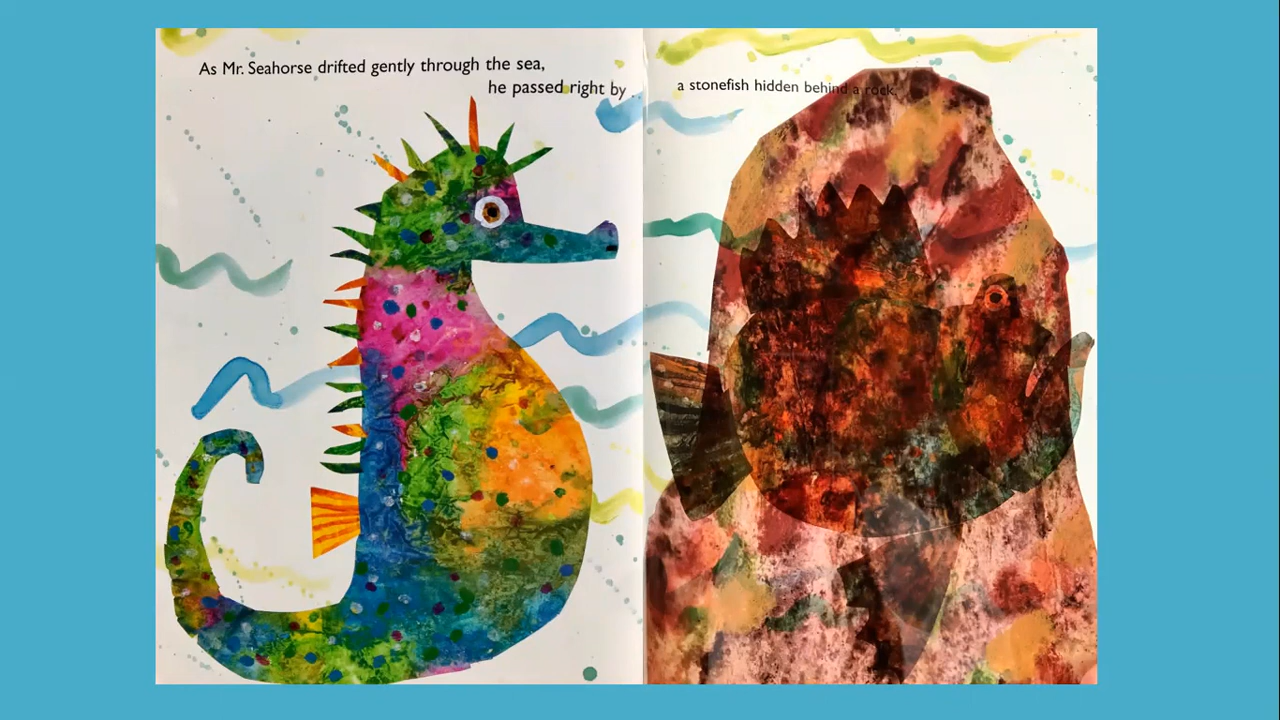 As Mr. Seahorse drifted gently through the sea,
he passed right by . .
a stonefish hidden behind a rock.